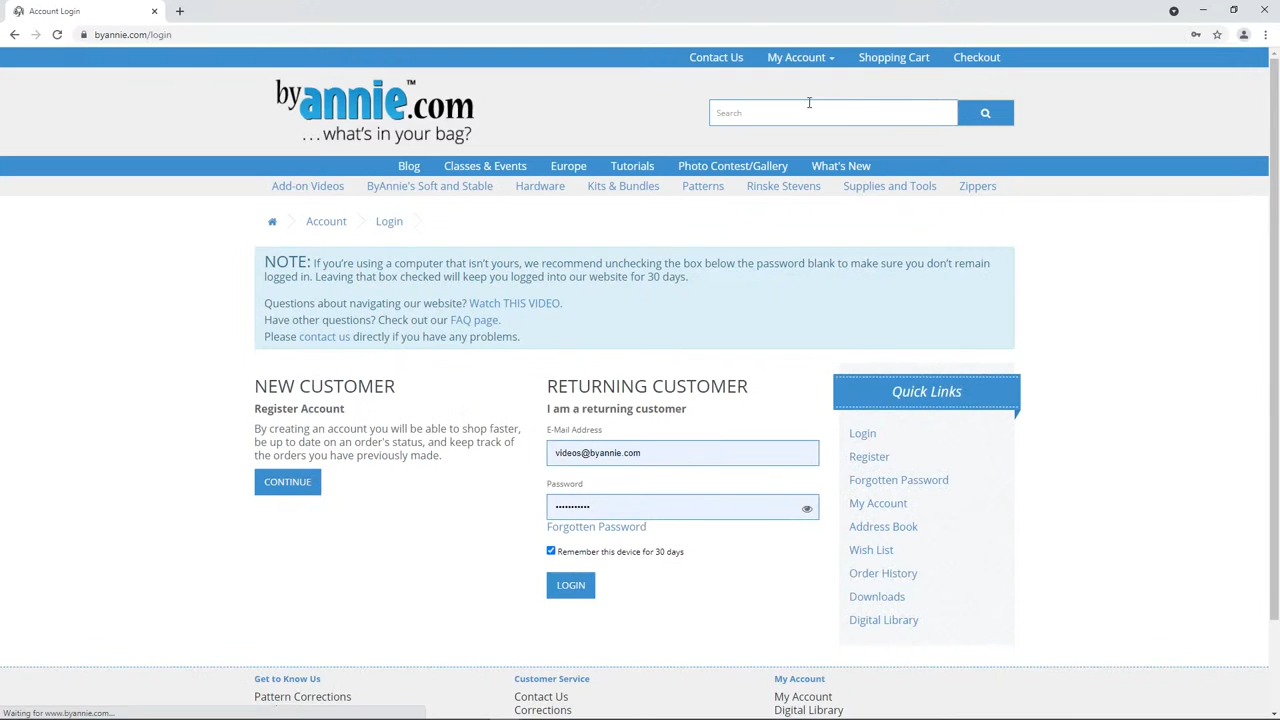 Account Login
byannie.com/login
Contact Us My Account Shopping Cart Checkout
byannie.com™
...what's in your bag?
Search
Blog Classes & Events Europe Tutorials Photo Contest/Gallery What's New
Add-on Videos ByAnnie's Soft and Stable Hardware Kits & Bundles Patterns Rinske Stevens Supplies and Tools Zippers
Account Login
NOTE: If you're using a computer that isn't yours, we recommend unchecking the box below the password blank to make sure you don't remain
logged in. Leaving that box checked will keep you logged into our website for 30 days.
Questions about navigating our website? Watch THIS VIDEO.
Have other questions? Check out our FAQ page.
Please contact us directly if you have any problems.
NEW CUSTOMER
Register Account
By creating an account you will be able to shop faster,
be up to date on an order's status, and keep track of
the orders you have previously made.
CONTINUE
RETURNING CUSTOMER
I am a returning customer
E-Mail Address
videos@byannie.com
Password
•••••••••••
Forgotten Password
Remember this device for 30 days
LOGIN
Quick Links
Login
Register
Forgotten Password
My Account
Address Book
Wish List
Order History
Downloads
Digital Library
Get to Know Us
Pattern Corrections
Customer Service
Contact Us
Corrections
My Account
My Account
Digital Library
Waiting for www.byannie.com...